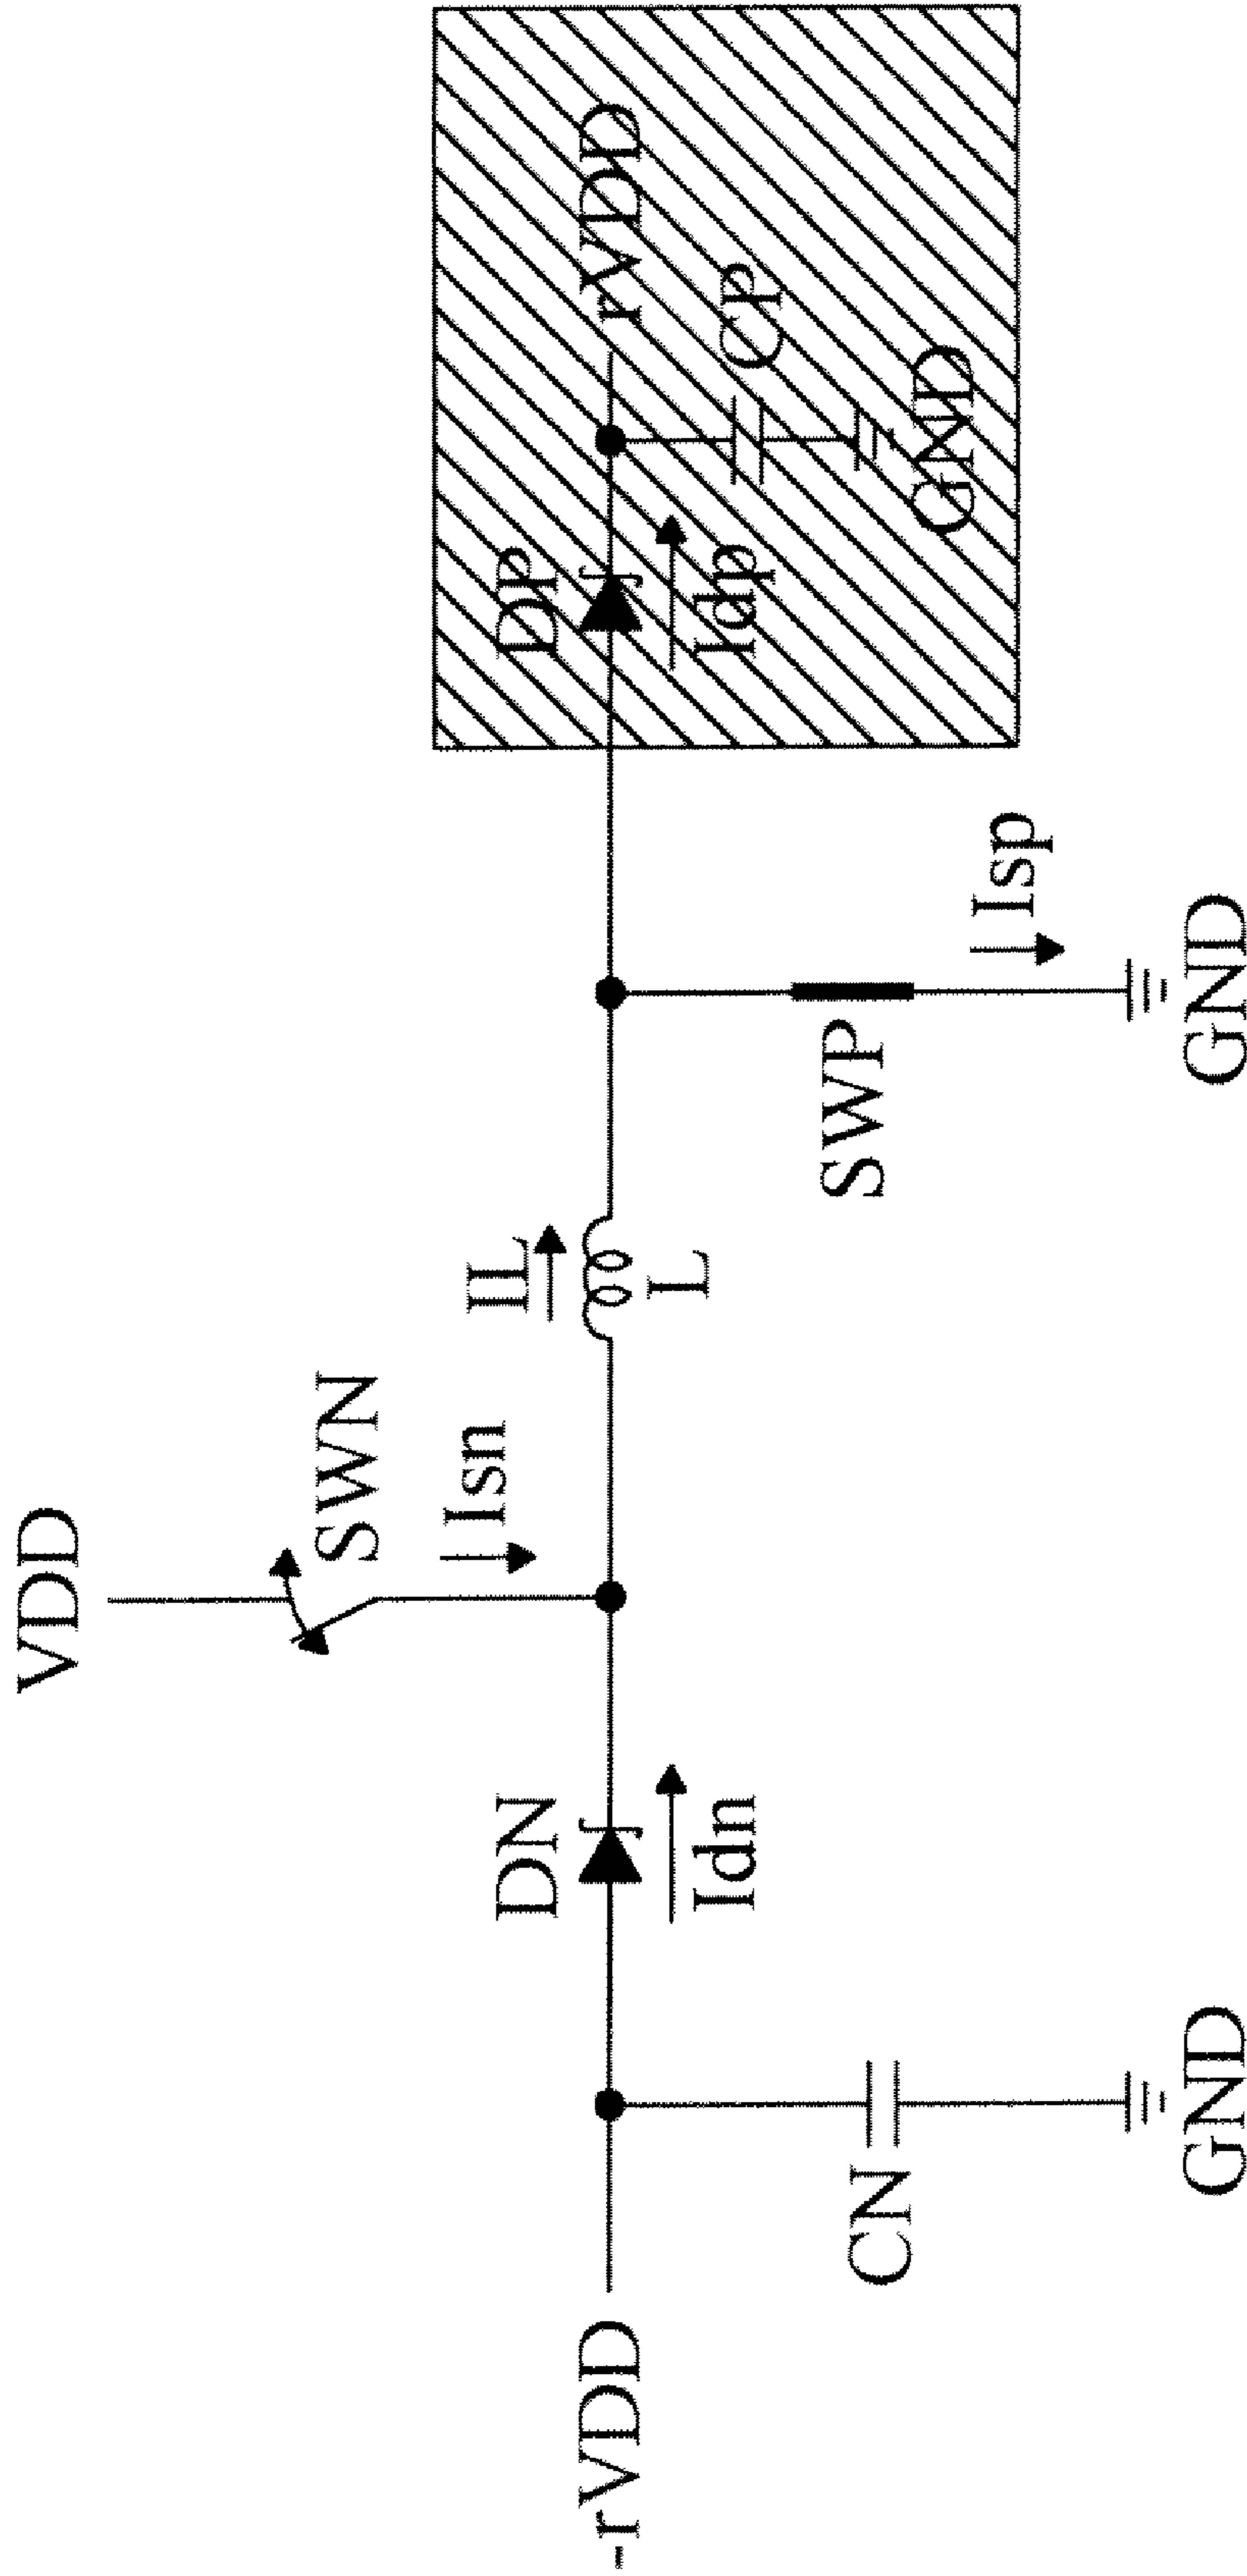 VDD
SWN
Isn
IL
L
DN
Idn
DP
Idp
rVDD
CP
GND
-rVDD
CN
GND
SWP
Isp
GND